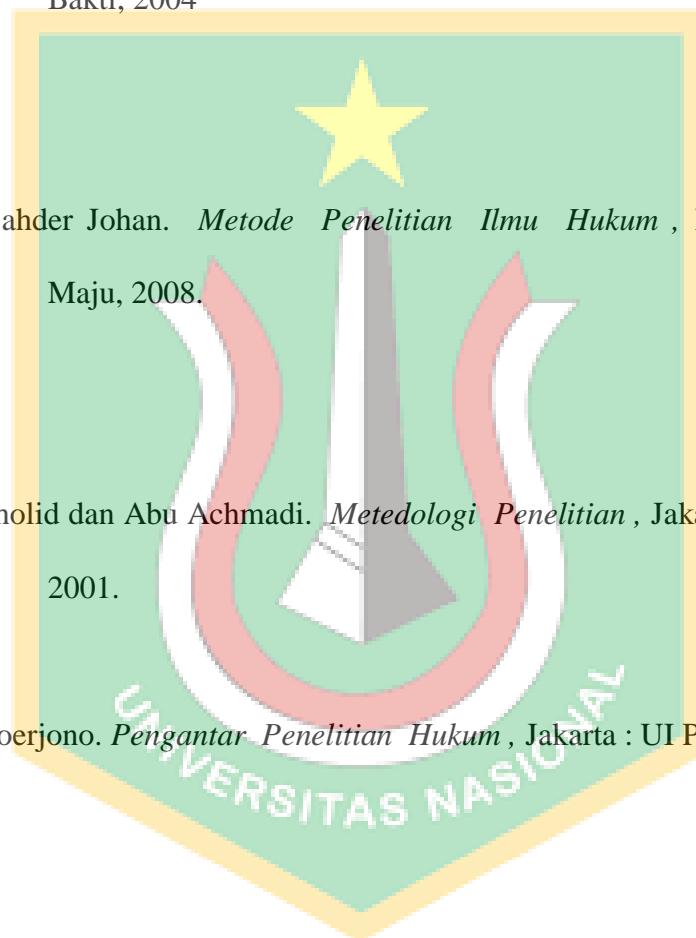 Bakti, 2004
ahder Johan. Metode Penelitian Ilmu Hukum ,
Maju, 2008.
holid dan Abu Achmadi. Metedologi Penelitian , Jaka
2001.
oerjono. Pengantar Penelitian Hukum , Jakarta : UI P
UNIVERSITAS NASIONAL